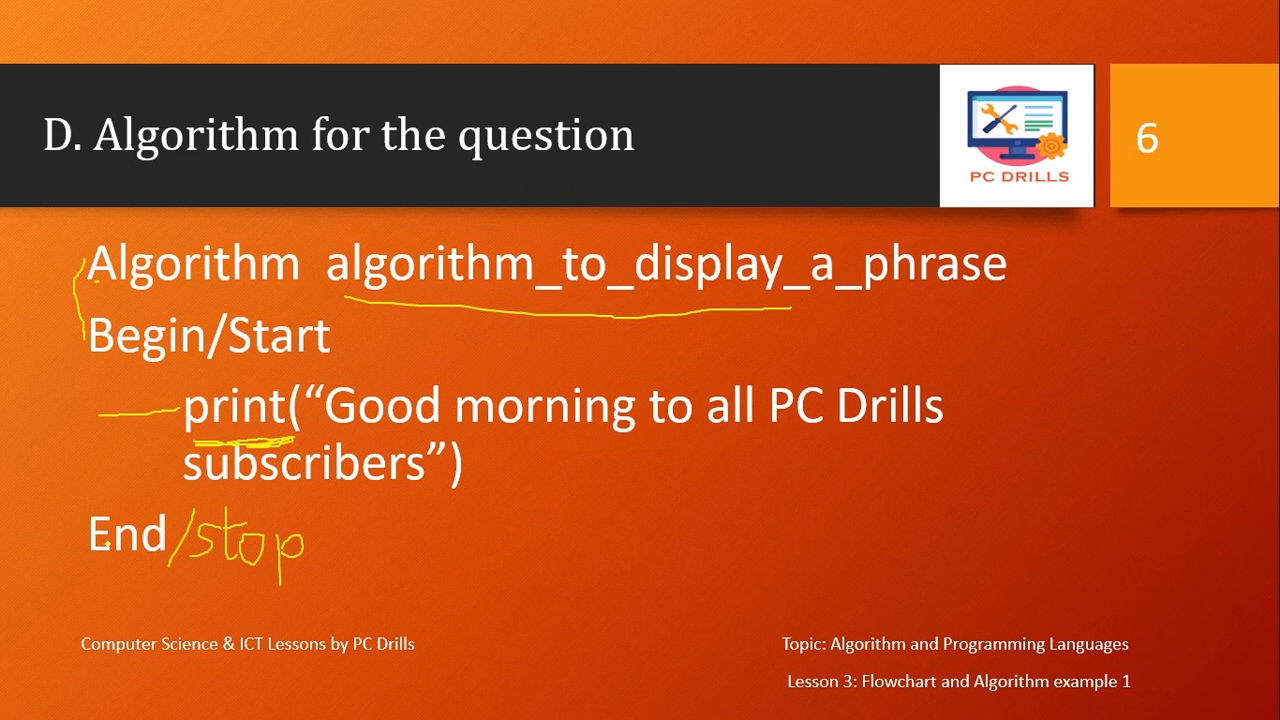 D. Algorithm for the question
PC DRILLS
6
Algorithm algorithm_to_display_a_phrase
Begin/Start
print(“Good morning to all PC Drills
subscribers”)
End/stop
Computer Science & ICT Lessons by PC Drills
Topic: Algorithm and Programming Languages
Lesson 3: Flowchart and Algorithm example 1